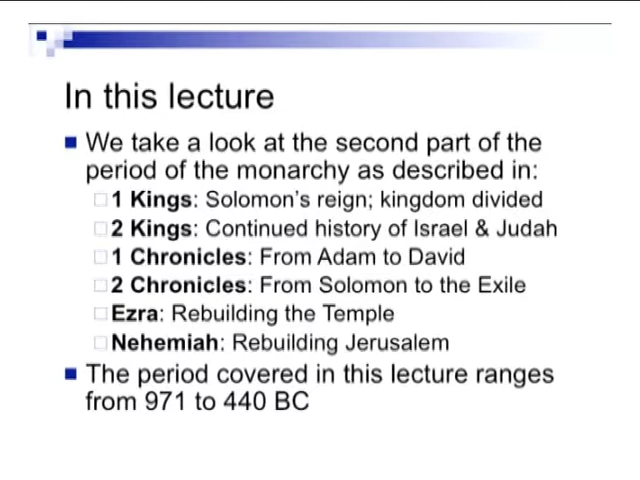 In this lecture
We take a look at the second part of the
period of the monarchy as described in:
1 Kings: Solomon's reign; kingdom divided
2 Kings: Continued history of Israel & Judah
1 Chronicles: From Adam to David
2 Chronicles: From Solomon to the Exile
Ezra: Rebuilding the Temple
Nehemiah: Rebuilding Jerusalem
The period covered in this lecture ranges
from 971 to 440 BC